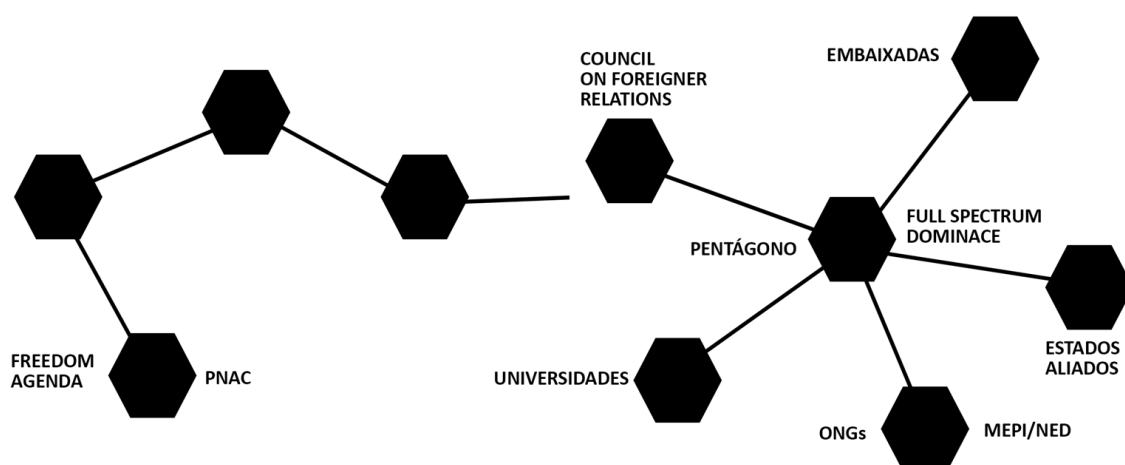 FREEDOM
AGENDA
PNAC
COUNCIL
ON FOREIGNER
RELATIONS
EMBAIXADAS
PENTÁGONO
FULL SPECTRUM
DOMINACE
UNIVERSIDADES
ESTADOS
ALIADOS
ONGs
MEPI/NED